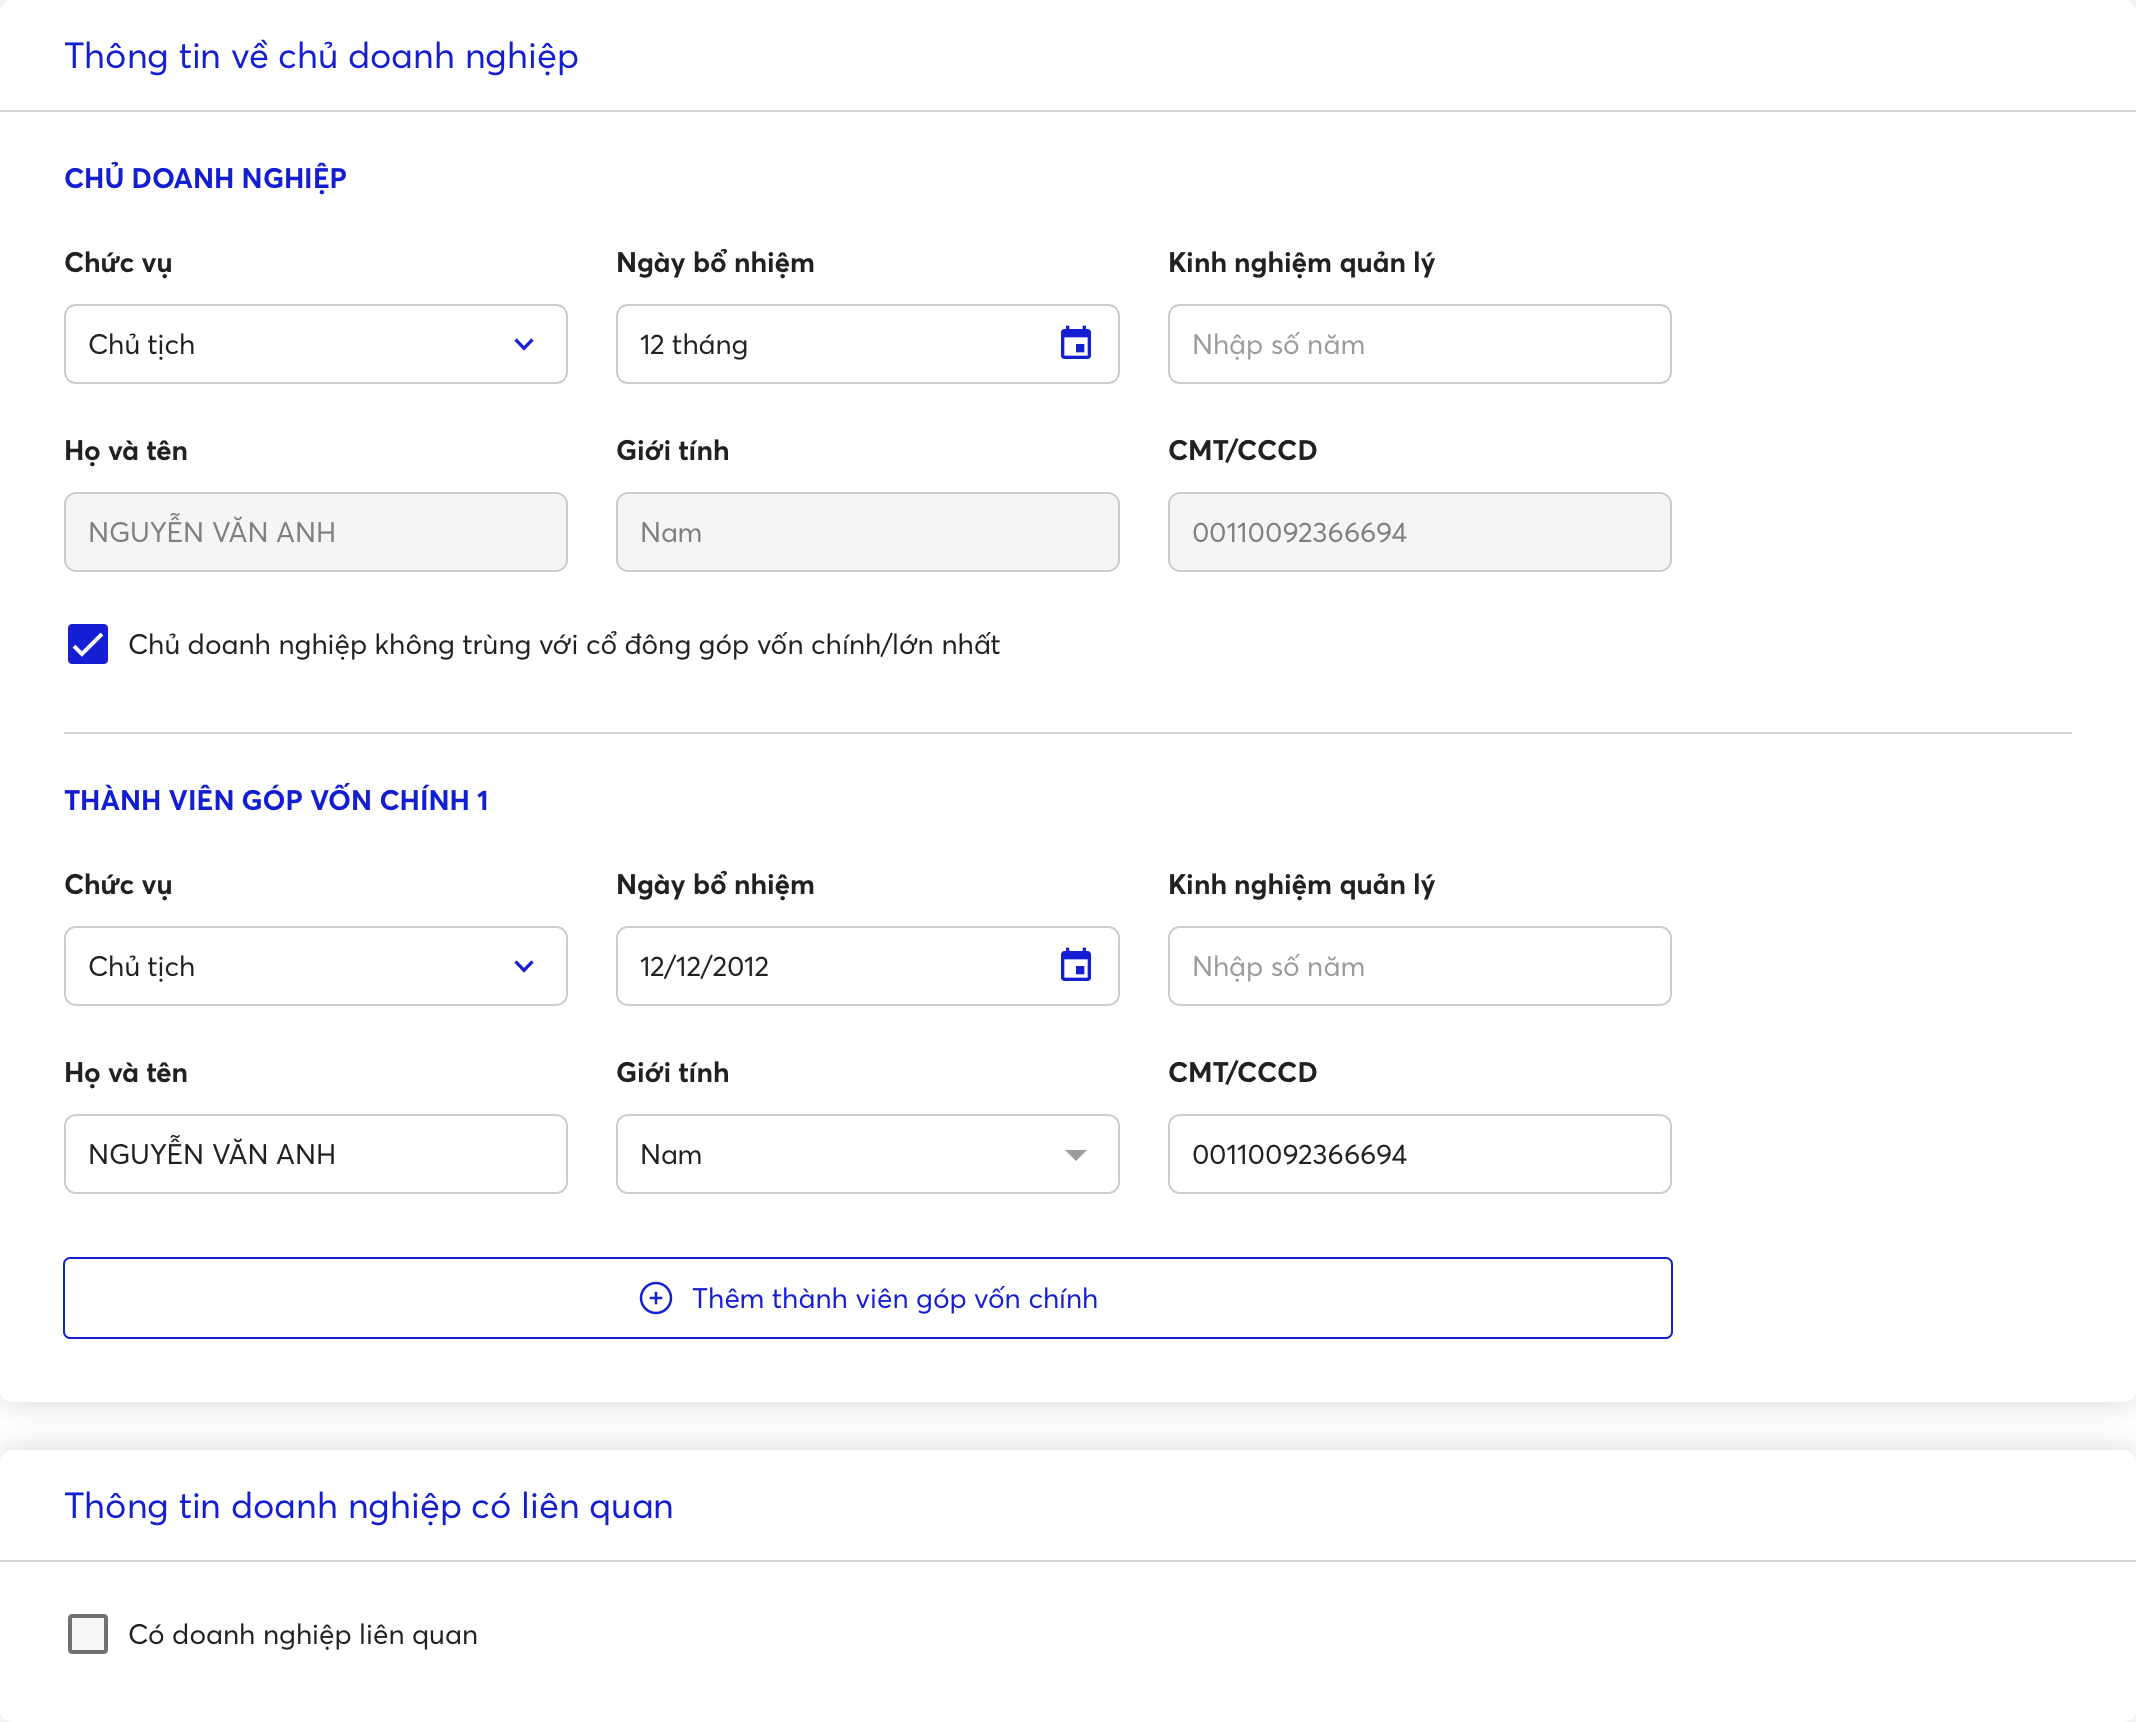 Thông tin về chủ doanh nghiệp
CHỦ DOANH NGHIỆP
Chức vụ
Ngày bổ nhiệm
Kinh nghiệm quản lý
Chủ tịch
12 tháng
Nhập số năm
Họ và tên
Giới tính
CMT/CCCD
NGUYỄN VĂN ANH
Nam
00110092366694
Chủ doanh nghiệp không trùng với cổ đông góp vốn chính/lớn nhất
THÀNH VIÊN GÓP VỐN CHÍNH 1
Chức vụ
Ngày bổ nhiệm
Kinh nghiệm quản lý
Chủ tịch
12/12/2012
Nhập số năm
Họ và tên
Giới tính
CMT/CCCD
NGUYỄN VĂN ANH
Nam
00110092366694
Thêm thành viên góp vốn chính
Thông tin doanh nghiệp có liên quan
Có doanh nghiệp liên quan